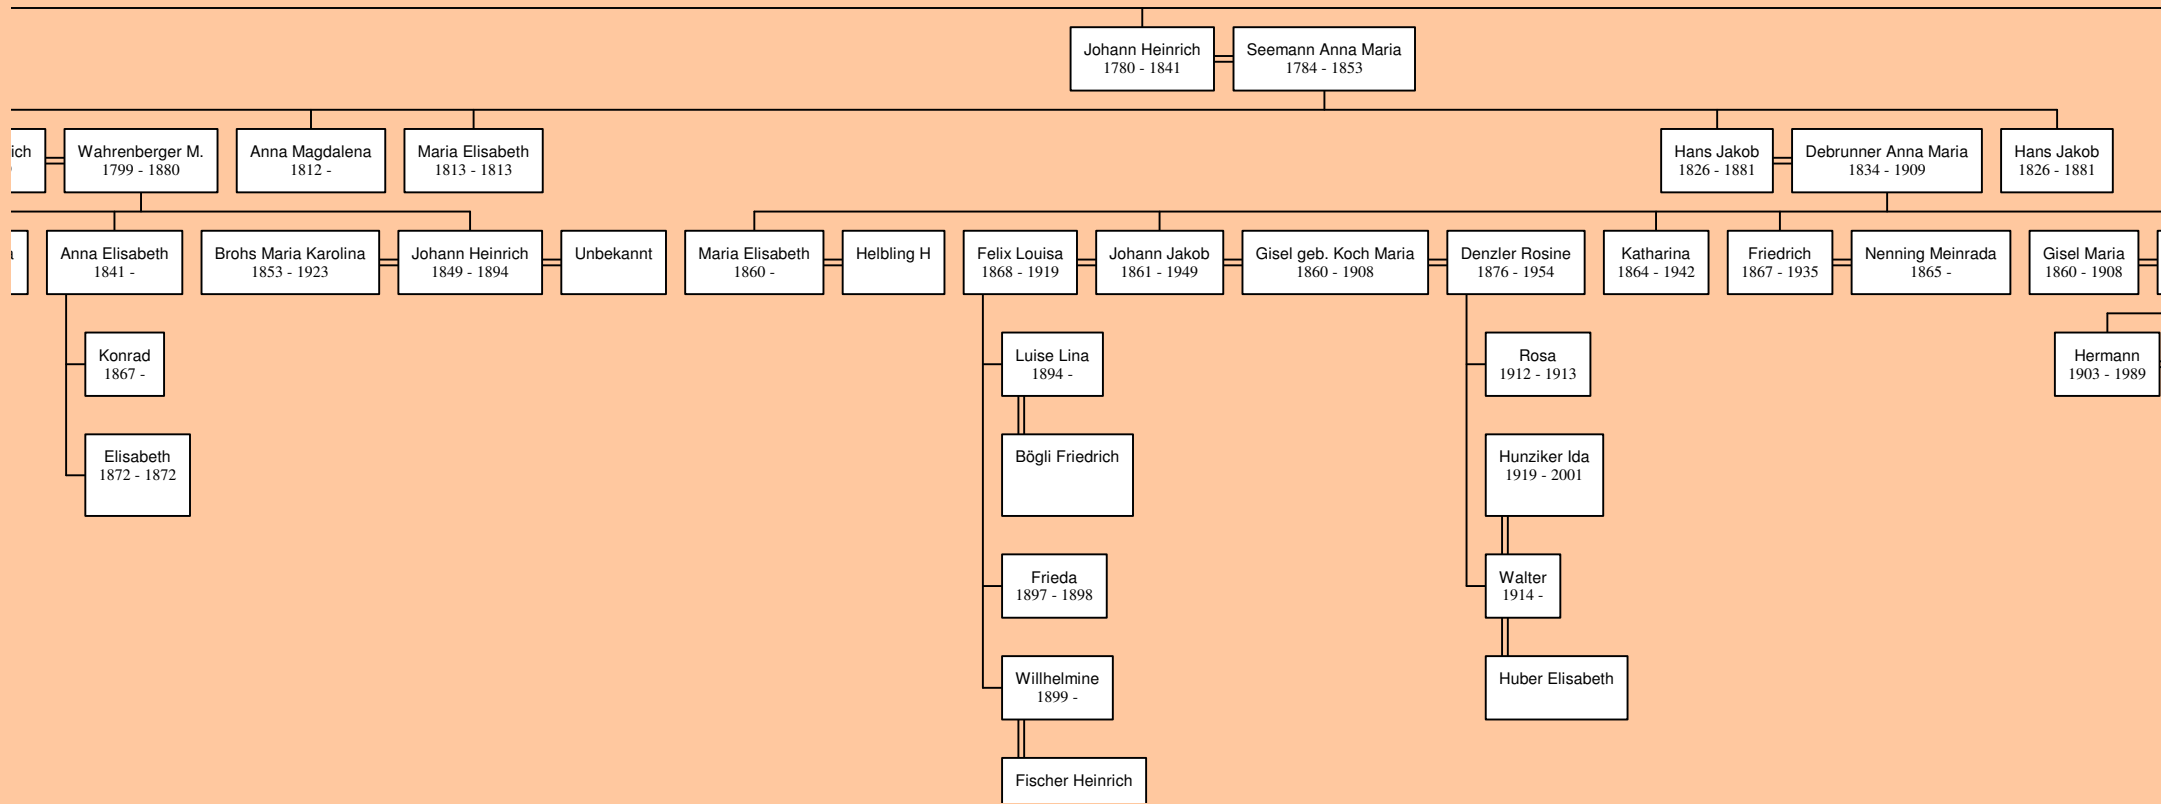 Johann Heinrich
1780 - 1841
Seemann Anna Maria
1784 - 1853
ich
Wahrenberger M.
1799 - 1880
Anna Magdalena
1812 -
Maria Elisabeth
1813 - 1813
Hans Jakob
1826 - 1881
Debrunner Anna Maria
1834 - 1909
Hans Jakob
1826 - 1881
Anna Elisabeth
1841 -
Brohs Maria Karolina
1853 - 1923
Johann Heinrich
1849 - 1894
Unbekannt
Maria Elisabeth
1860 -
Helbling H
Felix Louisa
1868 - 1919
Johann Jakob
1861 - 1949
Gisel geb. Koch Maria
1860 - 1908
Denzler Rosine
1876 - 1954
Katharina
1864 - 1942
Friedrich
1867 - 1935
Nenning Meinrada
1865 -
Gisel Maria
1860 - 1908
Konrad
1867 -
Luise Lina
1894 -
Rosa
1912 - 1913
Hermann
1903 - 1989
Elisabeth
1872 - 1872
Bögli Friedrich
Hunziker Ida
1919 - 2001
Frieda
1897 - 1898
Walter
1914 -
Willhelmine
1899 -
Huber Elisabeth
Fischer Heinrich